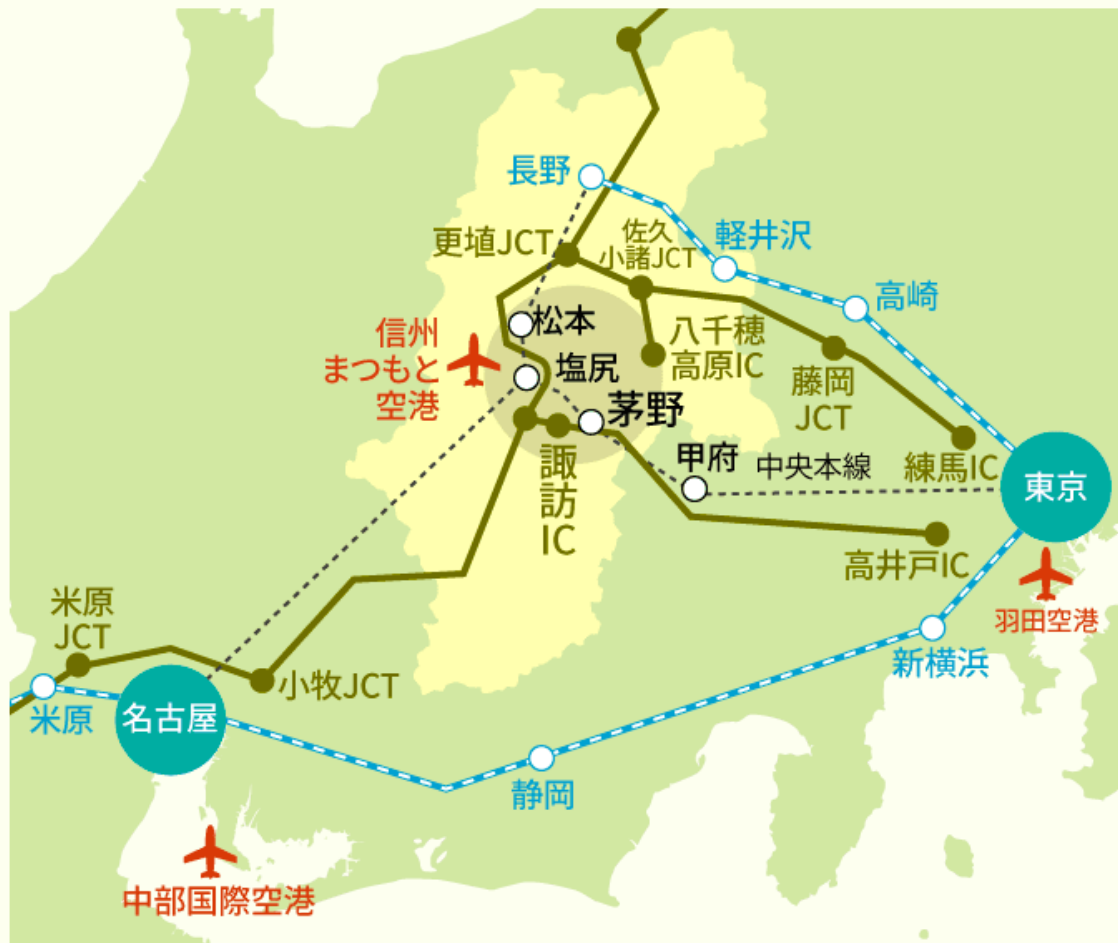 長野
軽井沢
更埴JCT
佐久
小諸JCT
高崎
松本
信州
まつもと
空港
八千穂
高原IC
塩尻
藤岡
JCT
茅野
甲府
中央本線
練馬IC
東京
諏訪IC
高井戸IC
米原
JCT
羽田空港
新横浜
小牧JCT
米原
名古屋
静岡
中部国際空港